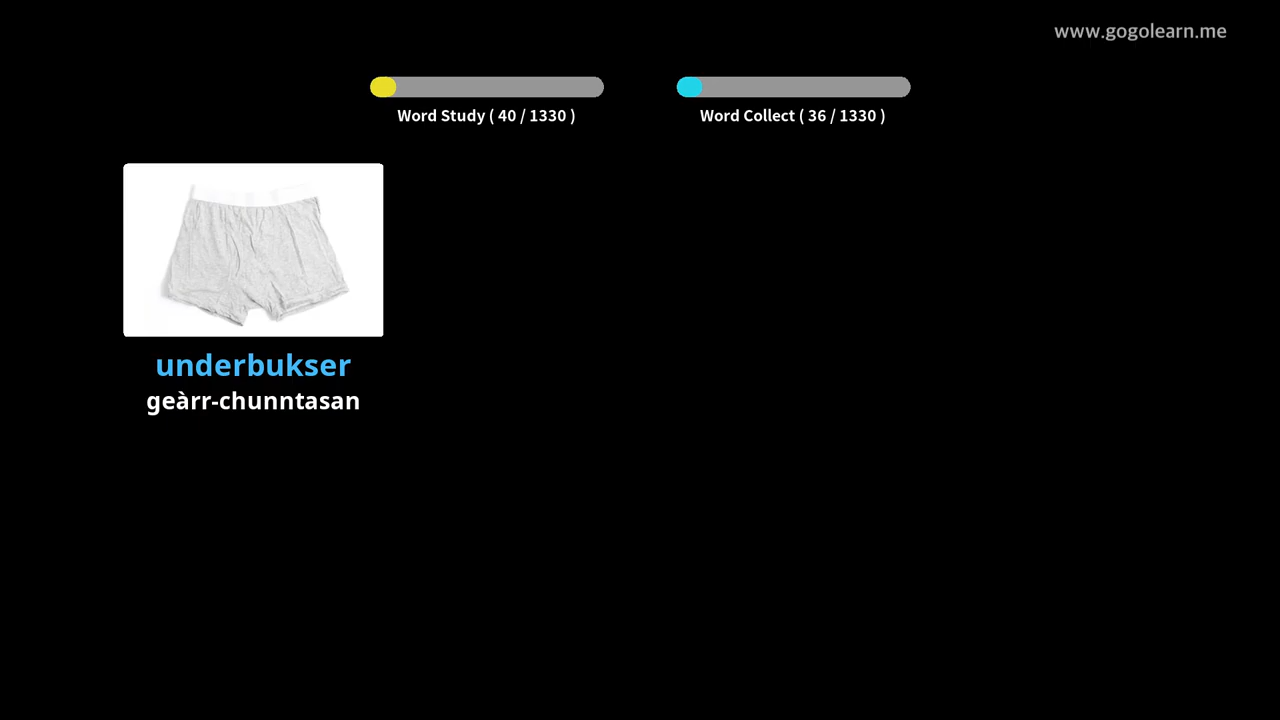 www.gogolearn.me
Word Study ( 40 / 1330 )
Word Collect ( 36 / 1330 )
underbukser
geàrr-chunntasan